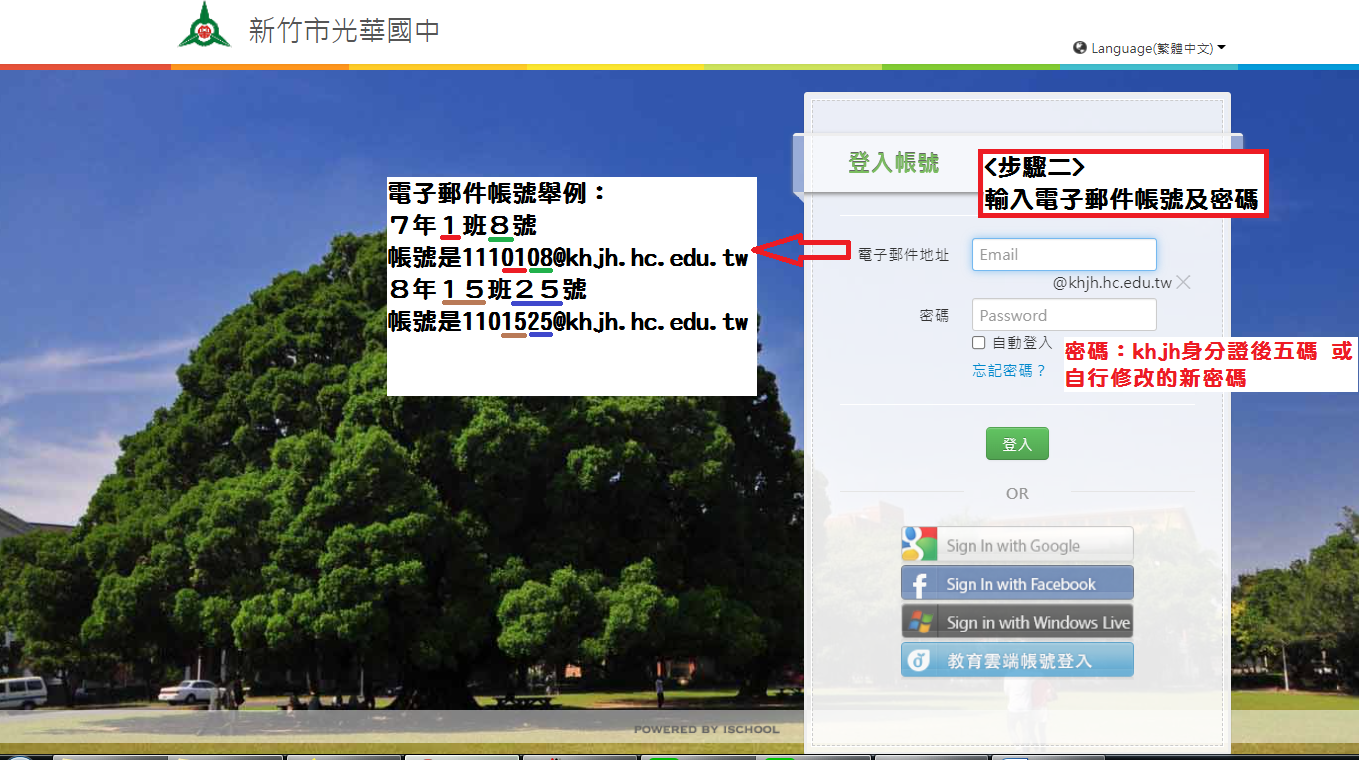 新竹市光華國中
Language(繁體中文)
登入帳號
<步驟二>
輸入電子郵件帳號及密碼
電子郵件帳號舉例：
７年１班８號
帳號是1110108@khjh.hc.edu.tw
８年１５班２５號
帳號是1101525@khjh.hc.edu.tw
電子郵件地址
Email
@khjh.hc.edu.tw
密碼
Password
自動登入
忘記密碼？
密碼：khjh身分證後五碼 或
自行修改的新密碼
登入
OR
Sign In with Google
Sign In with Facebook
Sign in with Windows Live
教育雲端帳號登入
POWERED BY ISCHOOL